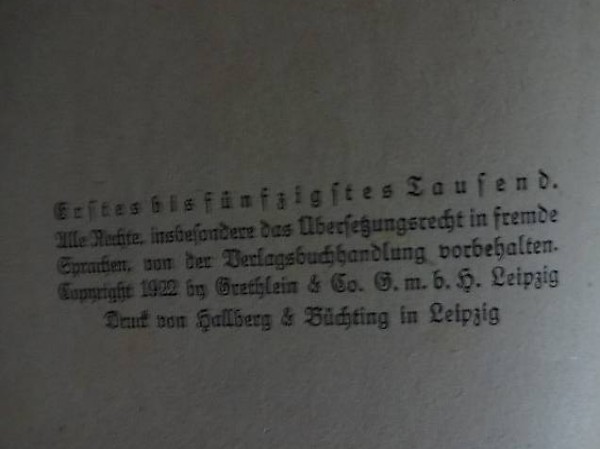 Erstes bis fünfzigstes Tausend.
Alle Rechte, insbesondere das Übersetzungsrecht in fremde
Sprachen, von der Verlagsbuchhandlung vorbehalten.
Copyright 1922 by Grethlein & Co. G. m. b. H. Leipzig
Druck von Hallberg & Büchting in Leipzig